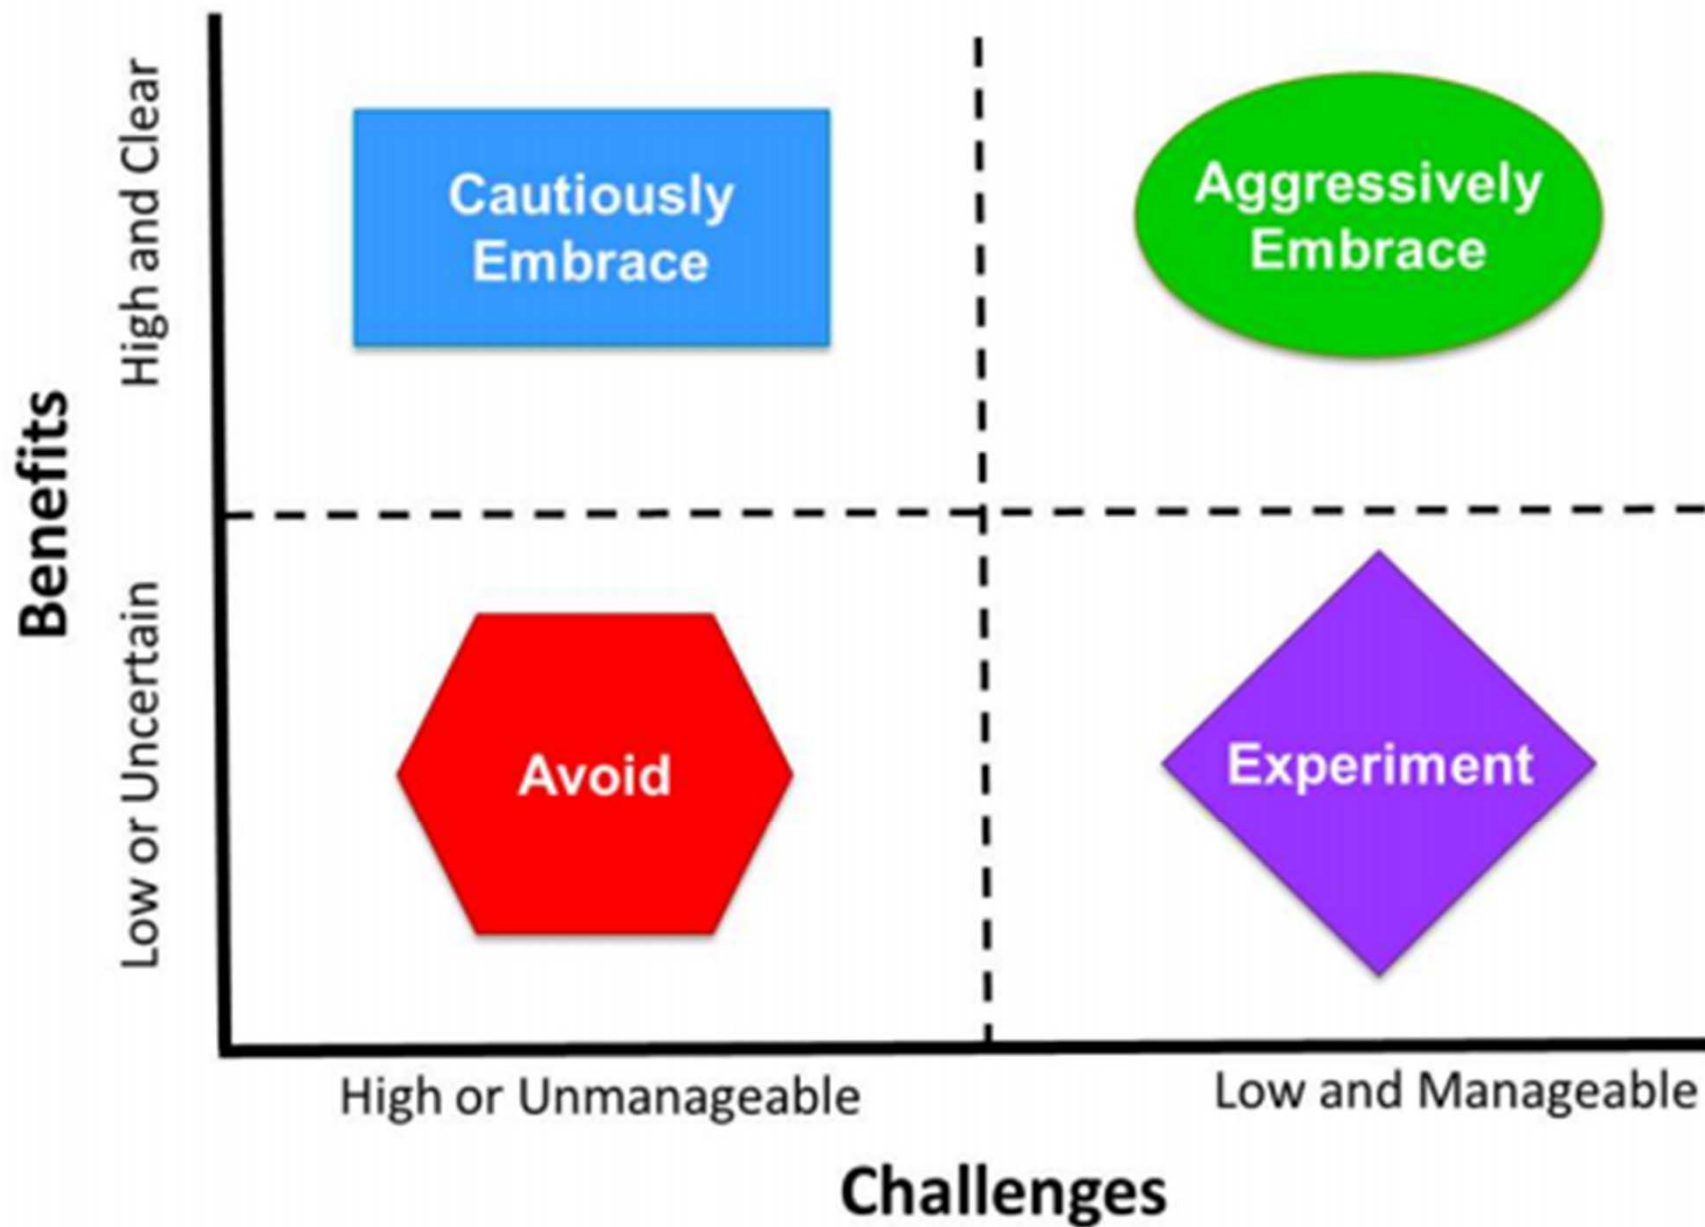 Benefits
High and Clear
Low or Uncertain
Cautiously
Embrace
Aggressively
Embrace
Avoid
Experiment
High or Unmanageable
Low and Manageable
Challenges